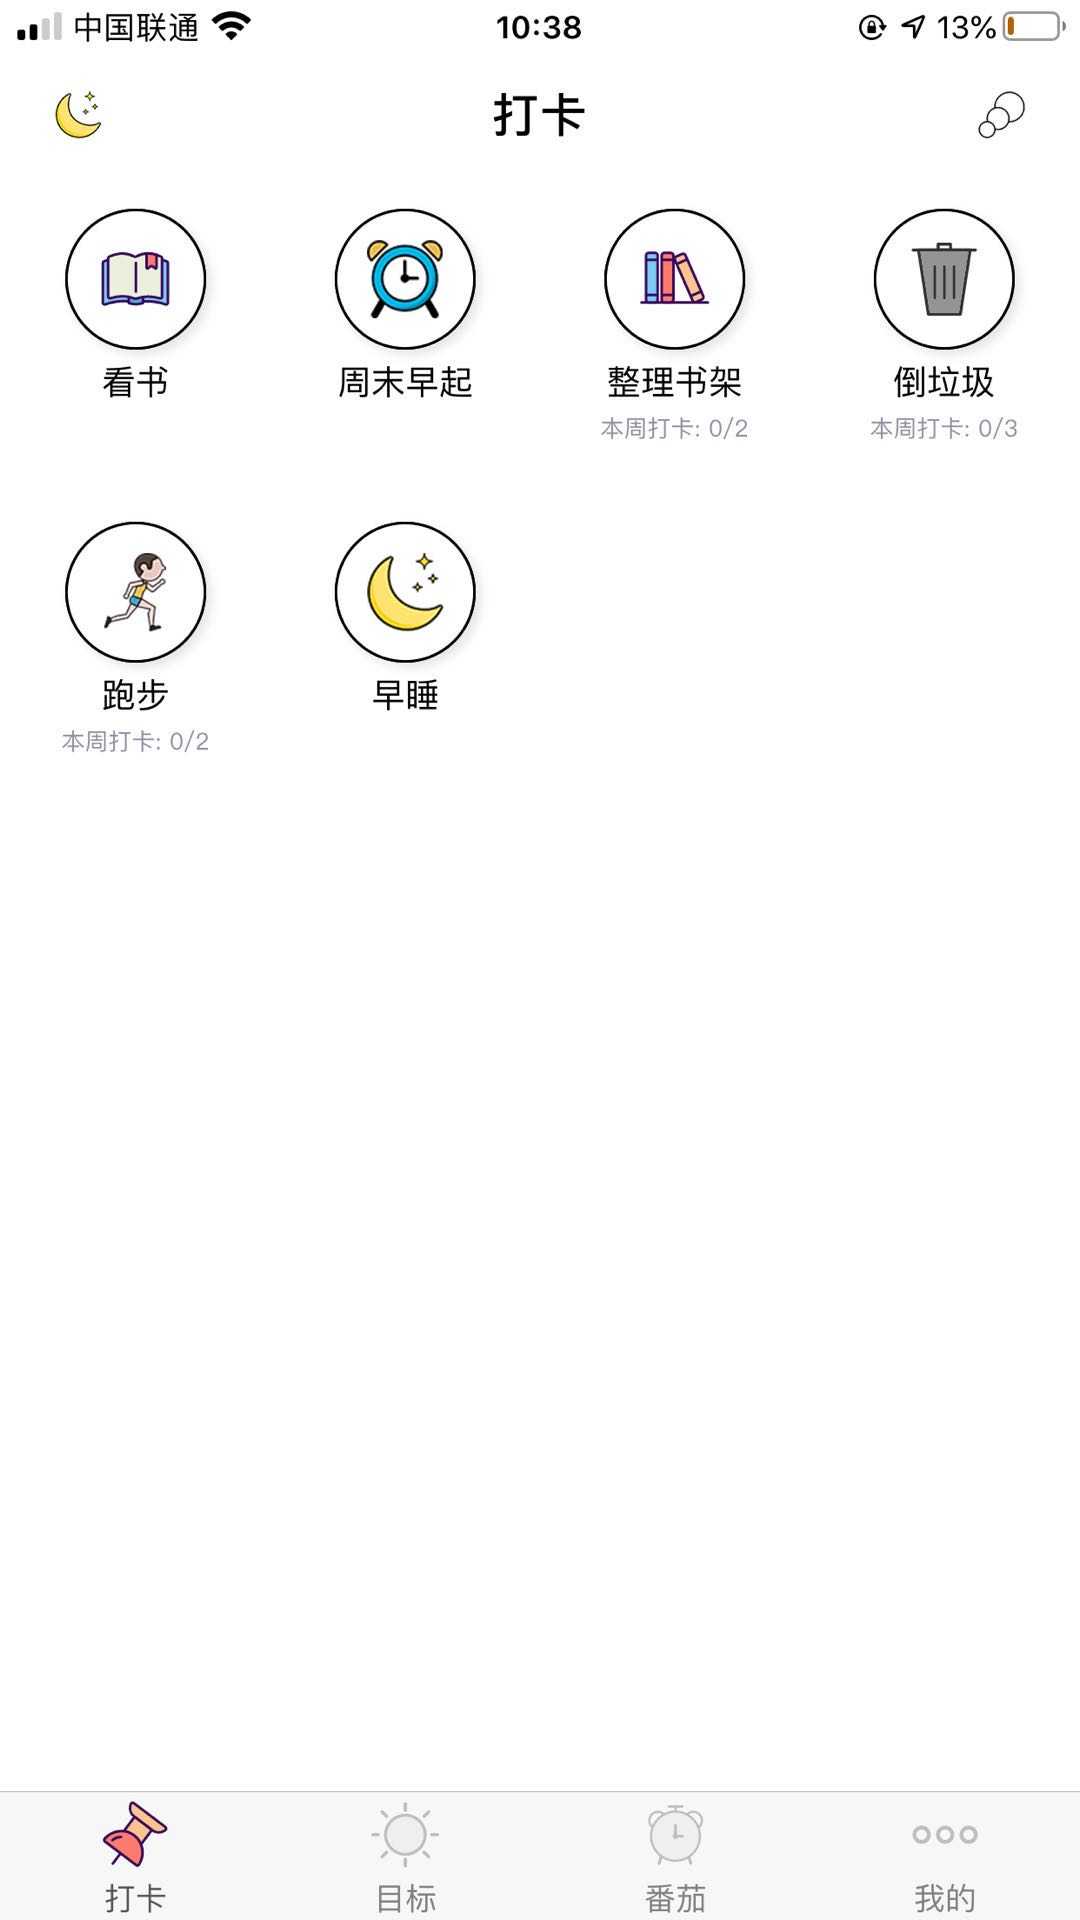 中国联通 10:38 13%
打卡
看书 周末早起 整理书架 倒垃圾
本周打卡: 0/2 本周打卡: 0/3
跑步 早睡
本周打卡: 0/2
打卡 目标 番茄 我的